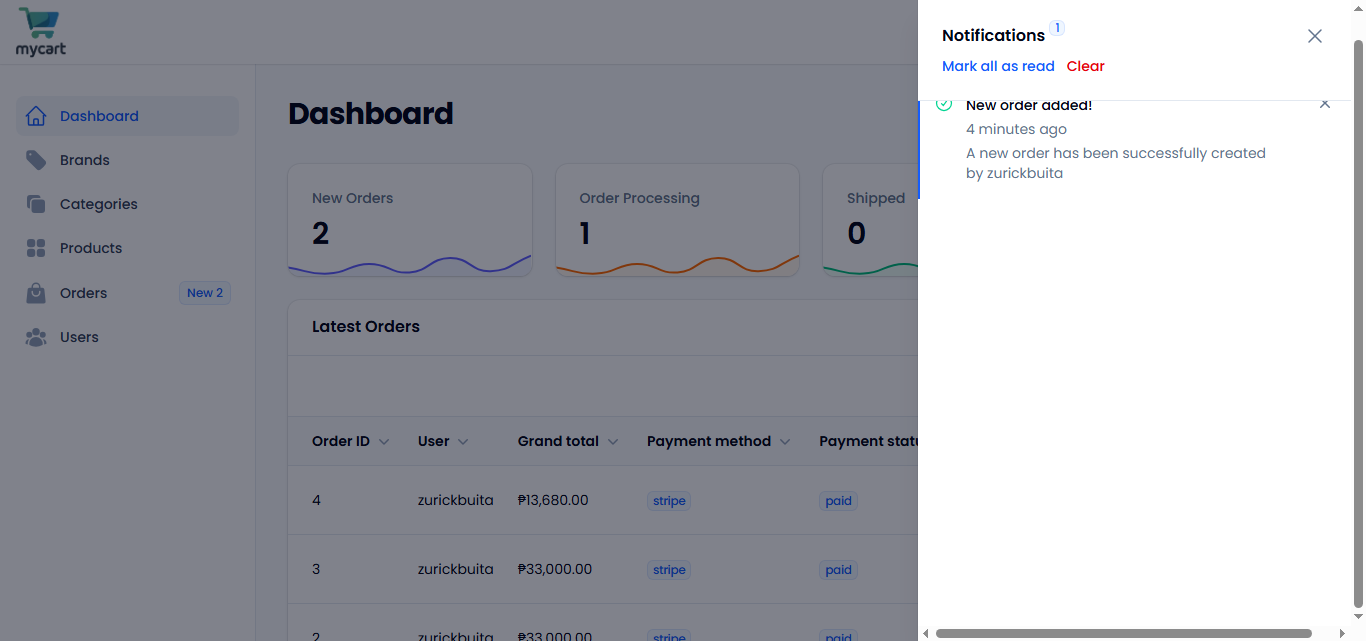 mycart
Dashboard
Brands
Categories
Products
Orders New 2
Users
Dashboard
New Orders
2
Order Processing
1
Shipped
0
Latest Orders
Order ID User Grand total Payment method Payment statu
4 zurickbuita ₱13,680.00 stripe paid
3 zurickbuita ₱33,000.00 stripe paid
2 zurickbuita ₱33,000.00 stripe paid
Notifications 1
Mark all as read Clear
New order added!
4 minutes ago
A new order has been successfully created
by zurickbuita